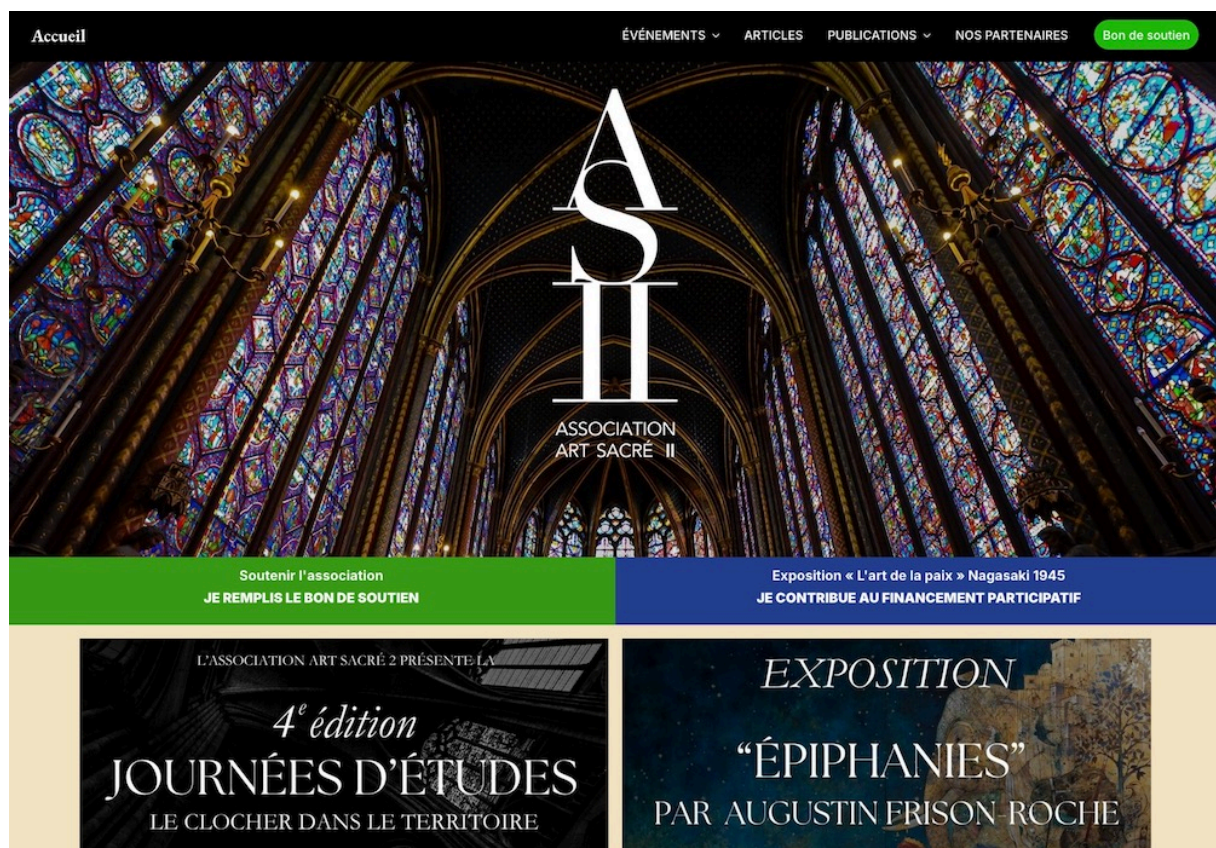 Accueil
ÉVÉNEMENTS
ARTICLES
PUBLICATIONS
NOS PARTENAIRES
Bon de soutien
ASII
ASSOCIATION
ART SACRÉ II
Soutenir l'association
JE REMPLIS LE BON DE SOUTIEN
Exposition « L'art de la paix » Nagasaki 1945
JE CONTRIBUE AU FINANCEMENT PARTICIPATIF
L'ASSOCIATION ART SACRÉ 2 PRÉSENTE LA
4e édition
JOURNÉES D'ÉTUDES
LE CLOCHER DANS LE TERRITOIRE
EXPOSITION
“ÉPIPHANIES”
PAR AUGUSTIN FRISON-ROCHE